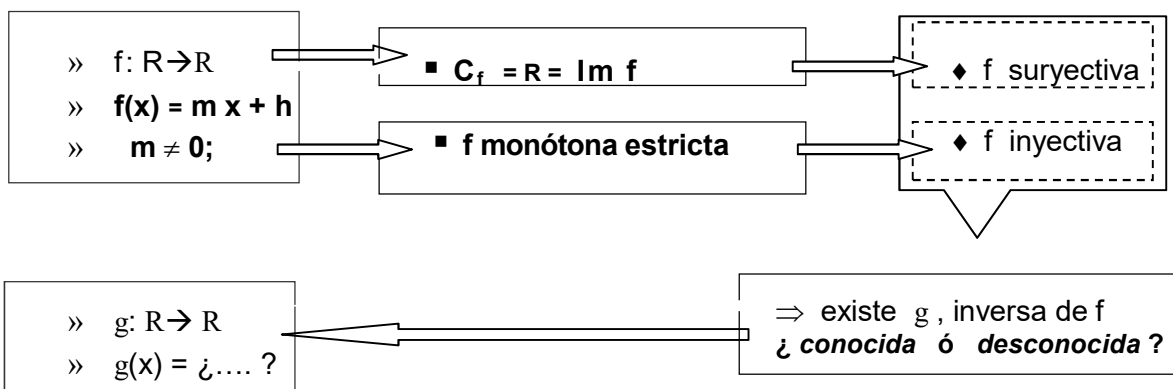 » f: R→R
» f(x) = m x + h
» m ≠ 0;
▪ Cf = R = Im f
▪ f monótona estricta
♦ f suryectiva
♦ f inyectiva
⇒ existe g , inversa de f
¿ conocida ó desconocida ?
» g: R→ R
» g(x) = ¿.... ?